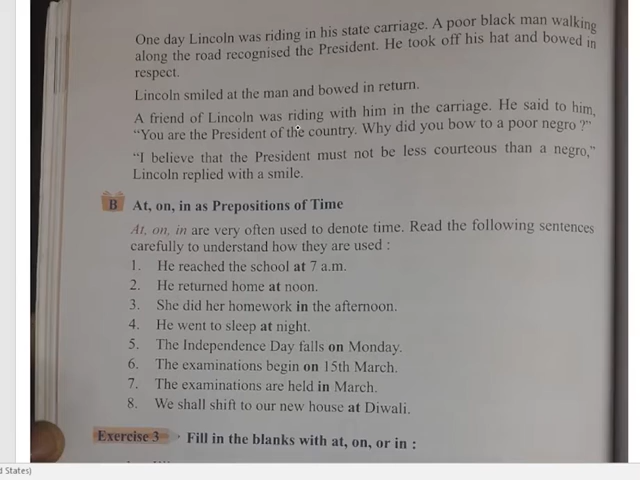 One day Lincoln was riding in his state carriage. A poor black man walking
along the road recognised the President. He took off his hat and bowed in
respect.
Lincoln smiled at the man and bowed in return.
A friend of Lincoln was riding with him in the carriage. He said to him,
"You are the President of the country. Why did you bow to a poor negro ?"
"I believe that the President must not be less courteous than a negro,"
Lincoln replied with a smile.
B At, on, in as Prepositions of Time
At, on, in are very often used to denote time. Read the following sentences
carefully to understand how they are used :
1. He reached the school at 7 a.m.
2. He returned home at noon.
3. She did her homework in the afternoon.
4. He went to sleep at night.
5. The Independence Day falls on Monday.
6. The examinations begin on 15th March.
7. The examinations are held in March.
8. We shall shift to our new house at Diwali.
Exercise 3 Fill in the blanks with at, on, or in :
d States)